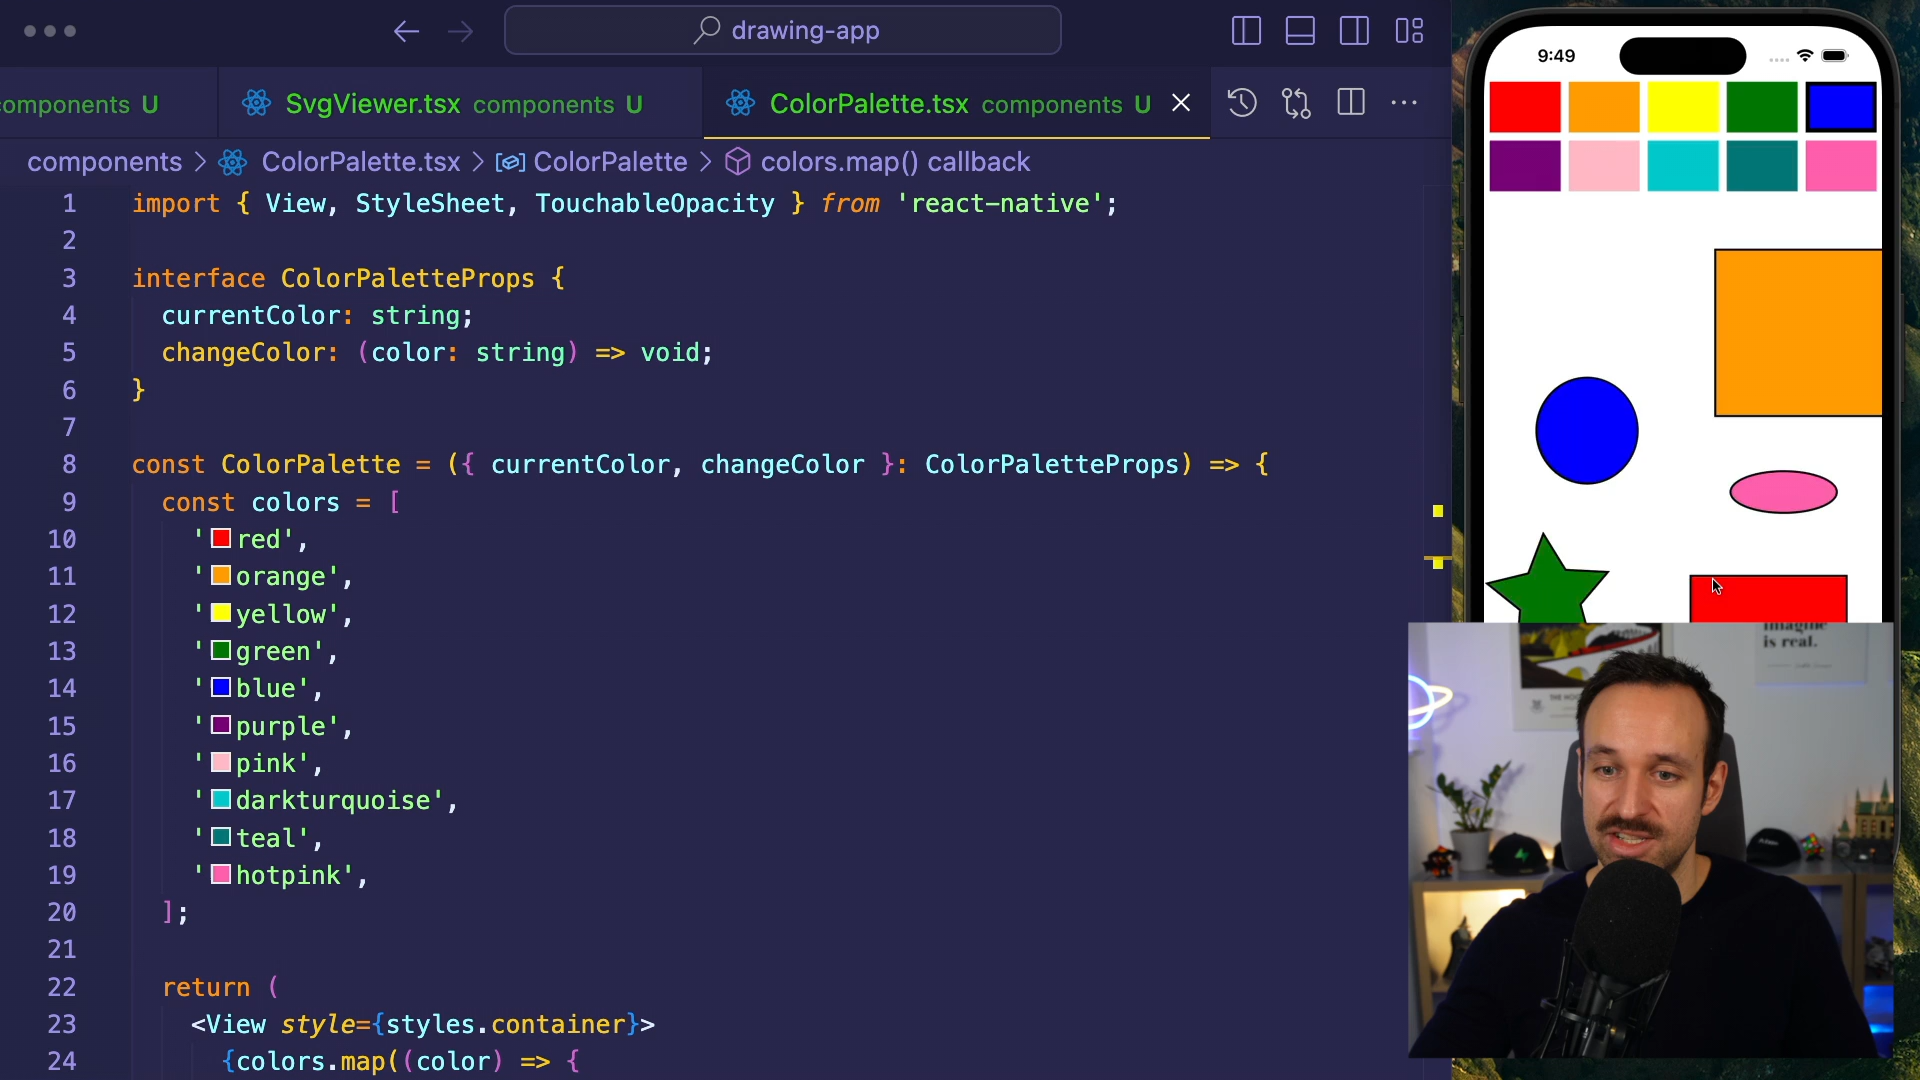 drawing-app
components U
SvgViewer.tsx components U
ColorPalette.tsx components U
components > ColorPalette.tsx > ColorPalette > colors.map() callback
1 import { View, StyleSheet, TouchableOpacity } from 'react-native';
2
3 interface ColorPaletteProps {
4 currentColor: string;
5 changeColor: (color: string) => void;
6 }
7
8 const ColorPalette = ({ currentColor, changeColor }: ColorPaletteProps) => {
9 const colors = [
10 'red',
11 'orange',
12 'yellow',
13 'green',
14 'blue',
15 'purple',
16 'pink',
17 'darkturquoise',
18 'teal',
19 'hotpink',
20 ];
21
22 return (
23 <View style={styles.container}>
24 {colors.map((color) => {
9:49
imagine
is real.